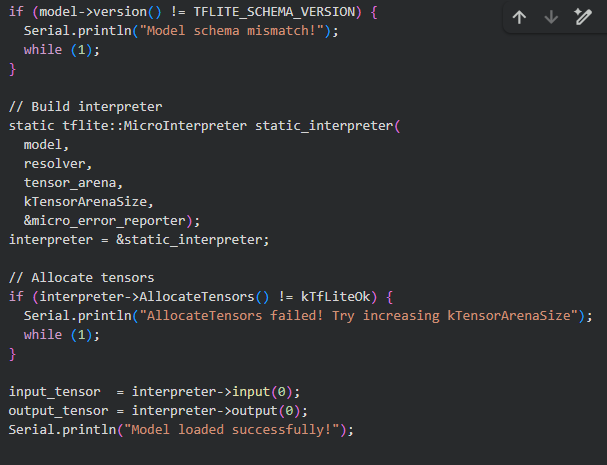 if (model->version() != TFLITE_SCHEMA_VERSION) {
  Serial.println("Model schema mismatch!");
  while (1);
}

// Build interpreter
static tflite::MicroInterpreter static_interpreter(
  model,
  resolver,
  tensor_arena,
  kTensorArenaSize,
  &micro_error_reporter);
interpreter = &static_interpreter;

// Allocate tensors
if (interpreter->AllocateTensors() != kTfLiteOk) {
  Serial.println("AllocateTensors failed! Try increasing kTensorArenaSize");
  while (1);
}

input_tensor  = interpreter->input(0);
output_tensor = interpreter->output(0);
Serial.println("Model loaded successfully!");